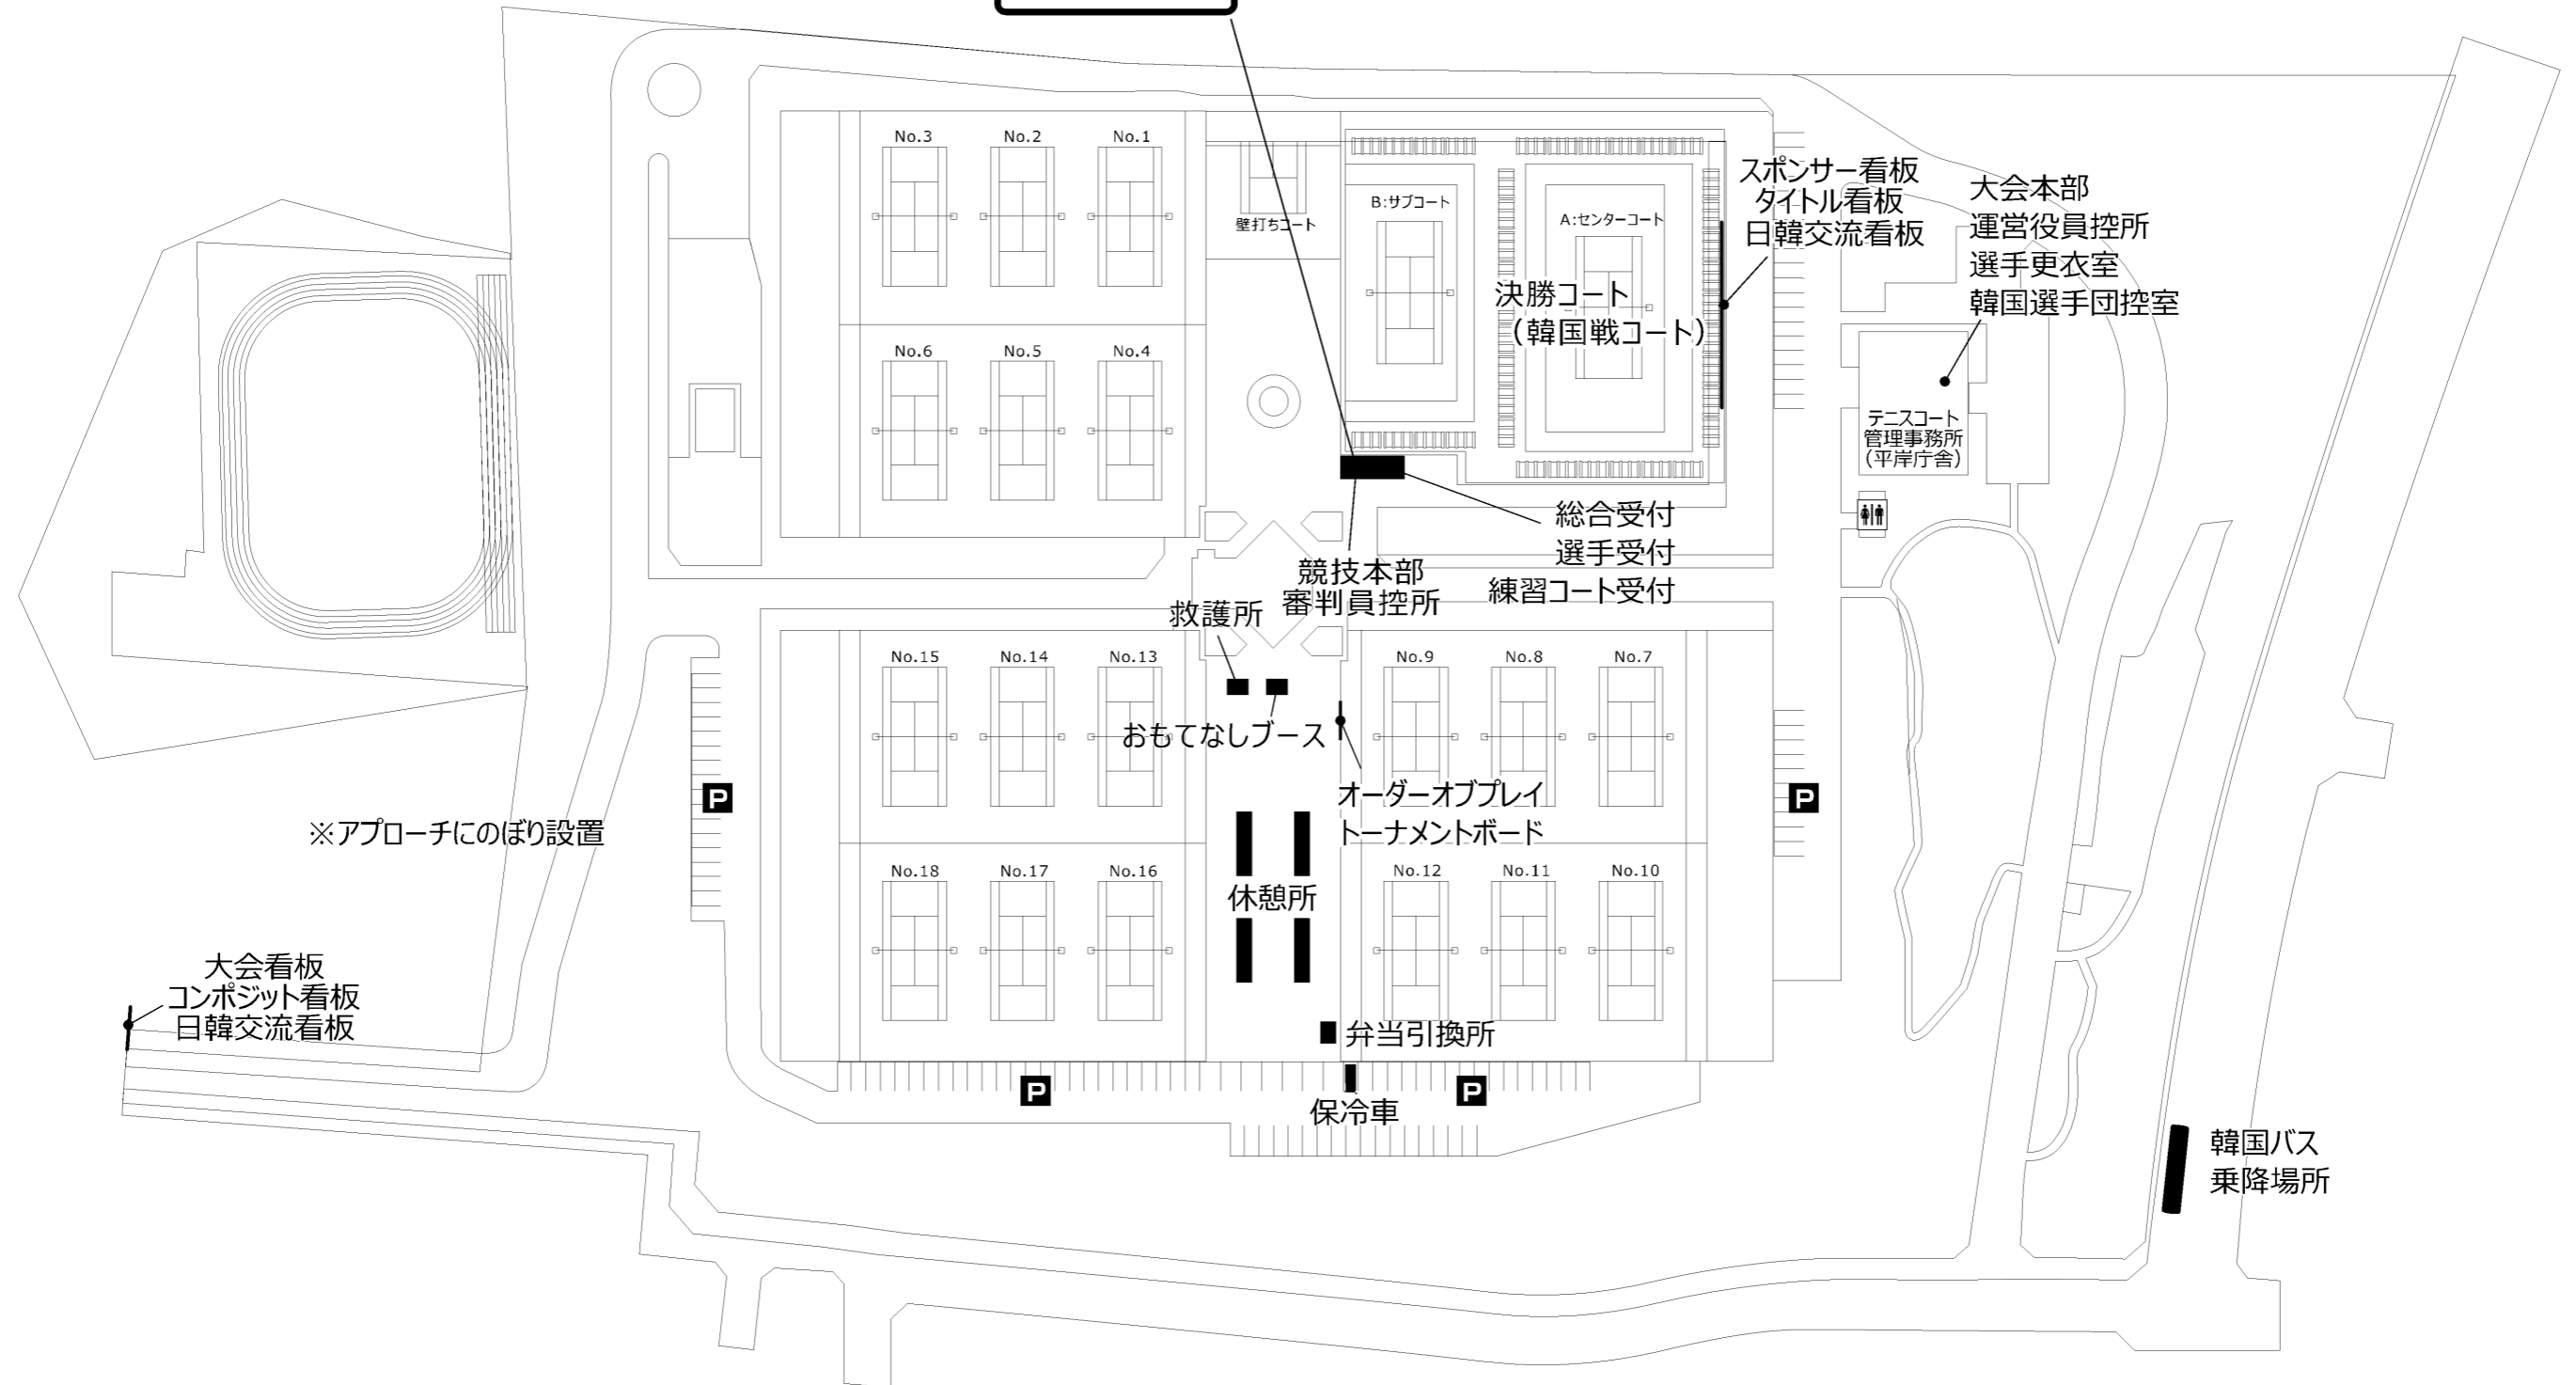 No.3
No.2
No.1
壁打ちコート
B:サブコート
A:センターコート
決勝コート
（韓国戦コート）
スポンサー看板
タイトル看板
日韓交流看板
大会本部
運営役員控所
選手更衣室
韓国選手団控室
テニスコート
管理事務所
（平岸庁舎）
No.6
No.5
No.4
総合受付
選手受付
練習コート受付
競技本部
審判員控所
救護所
おもてなしブース
No.15
No.14
No.13
No.9
No.8
No.7
オーダーオブプレイ
トーナメントボード
P
P
※アプローチにのぼり設置
No.18
No.17
No.16
休憩所
No.12
No.11
No.10
大会看板
コンポジット看板
日韓交流看板
弁当引換所
P
P
保冷車
韓国バス
乗降場所